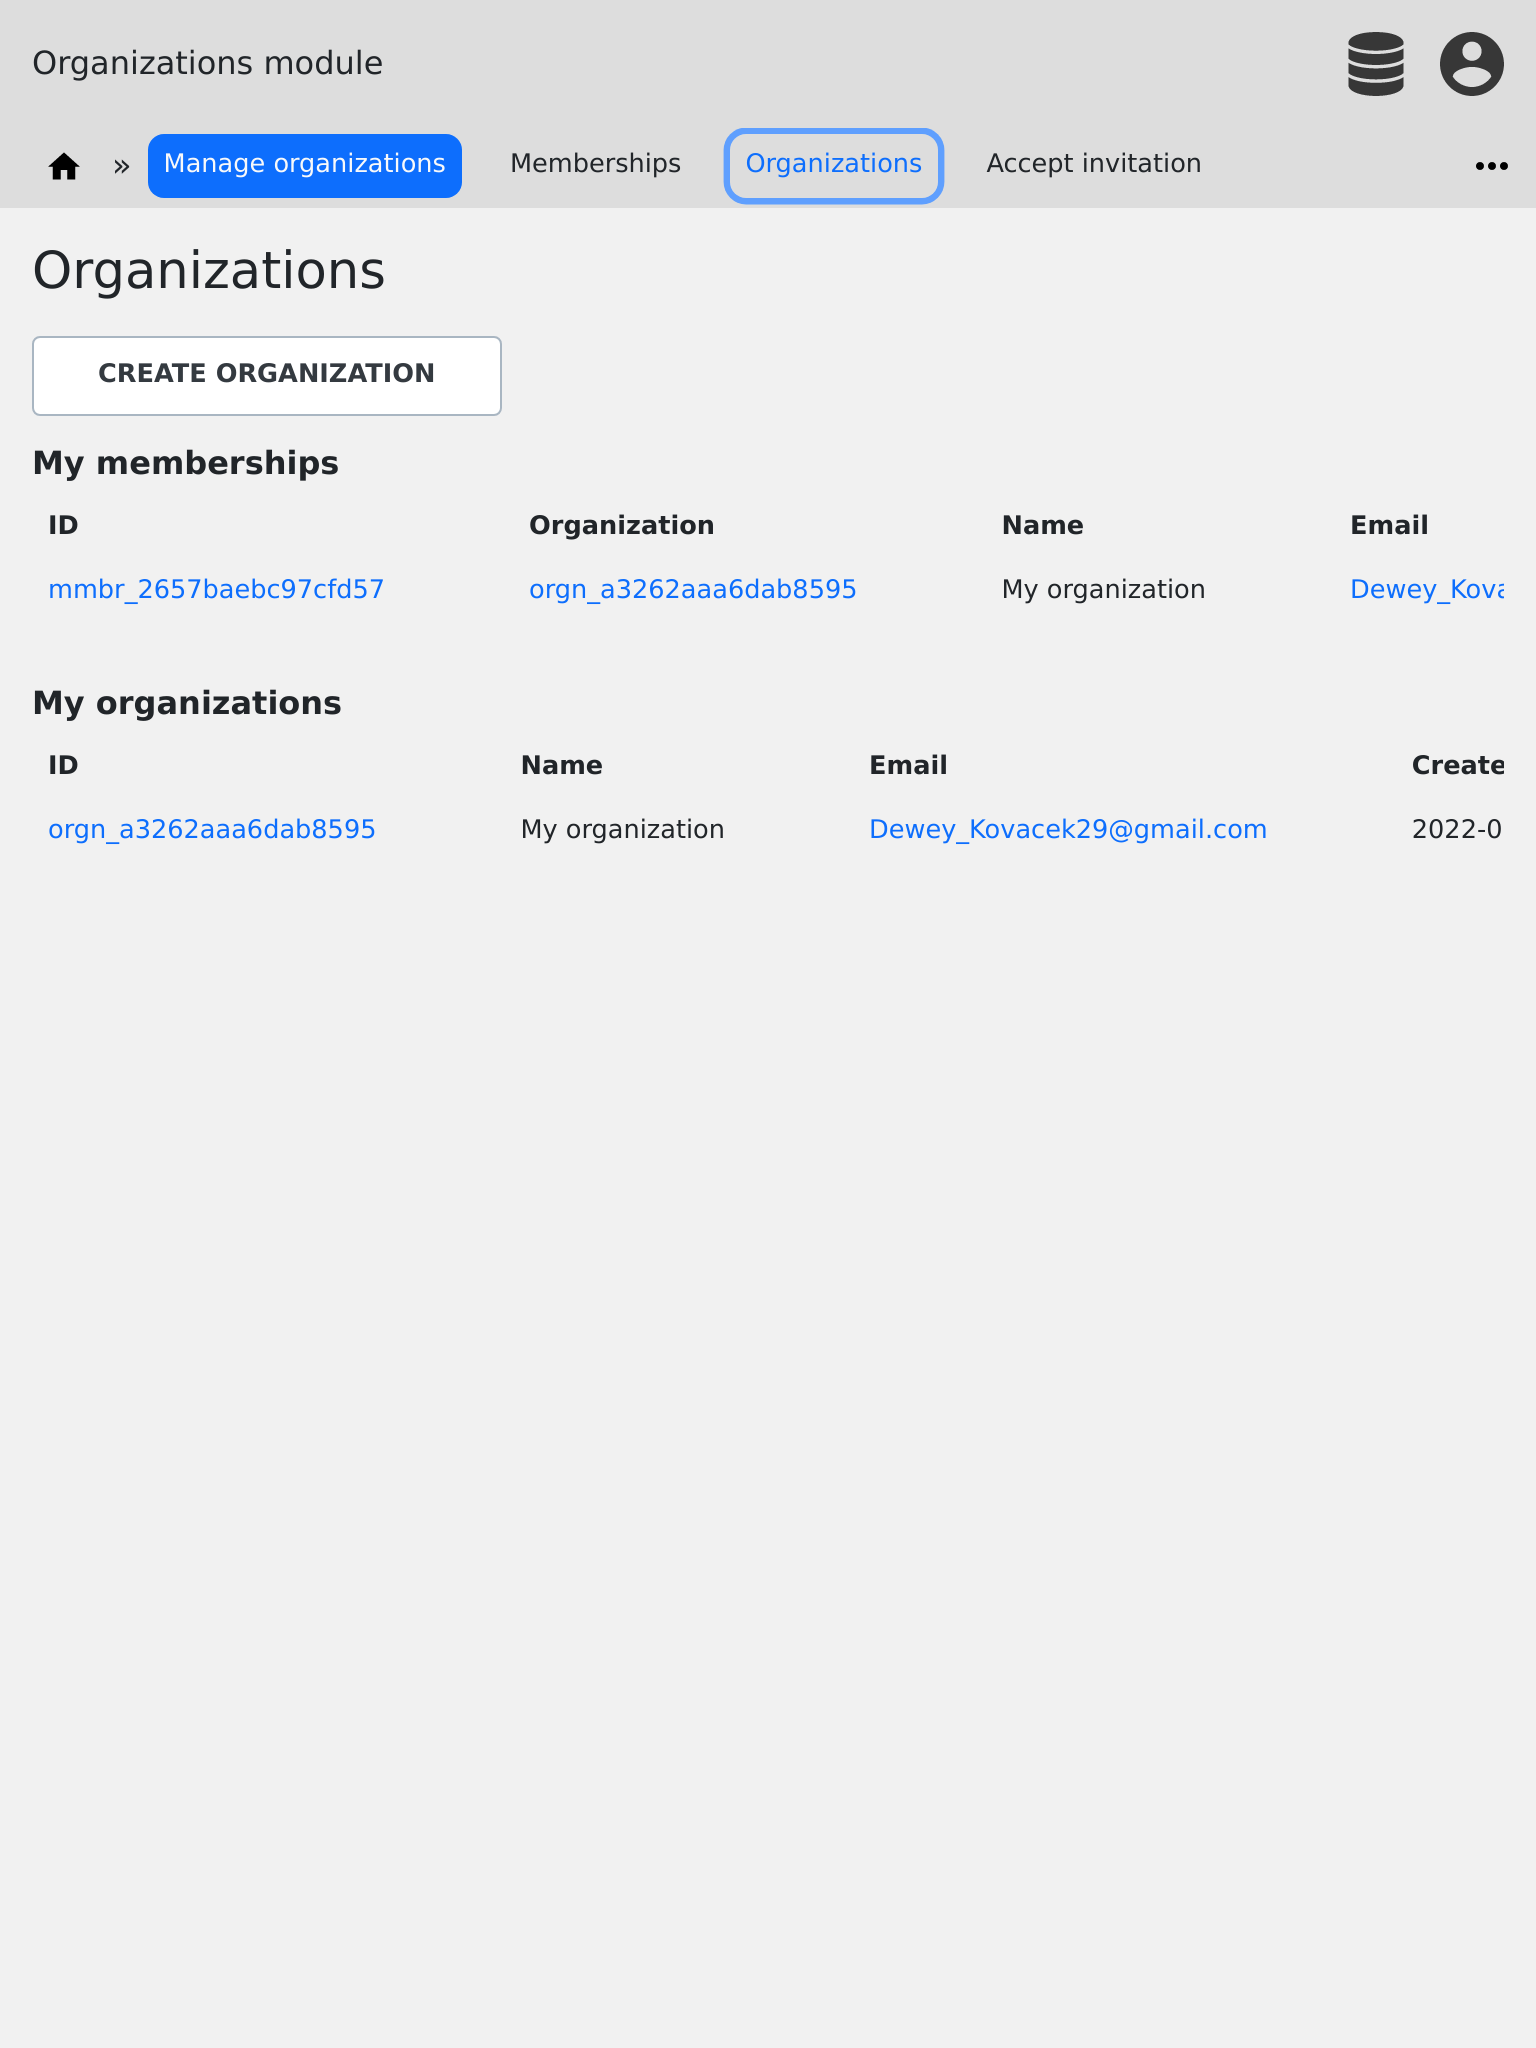 Organizations module
» Manage organizations Memberships Organizations Accept invitation
Organizations
CREATE ORGANIZATION
My memberships
ID Organization Name Email
mmbr_2657baebc97cfd57 orgn_a3262aaa6dab8595 My organization Dewey_Kova
My organizations
ID Name Email Create
orgn_a3262aaa6dab8595 My organization Dewey_Kovacek29@gmail.com 2022-0